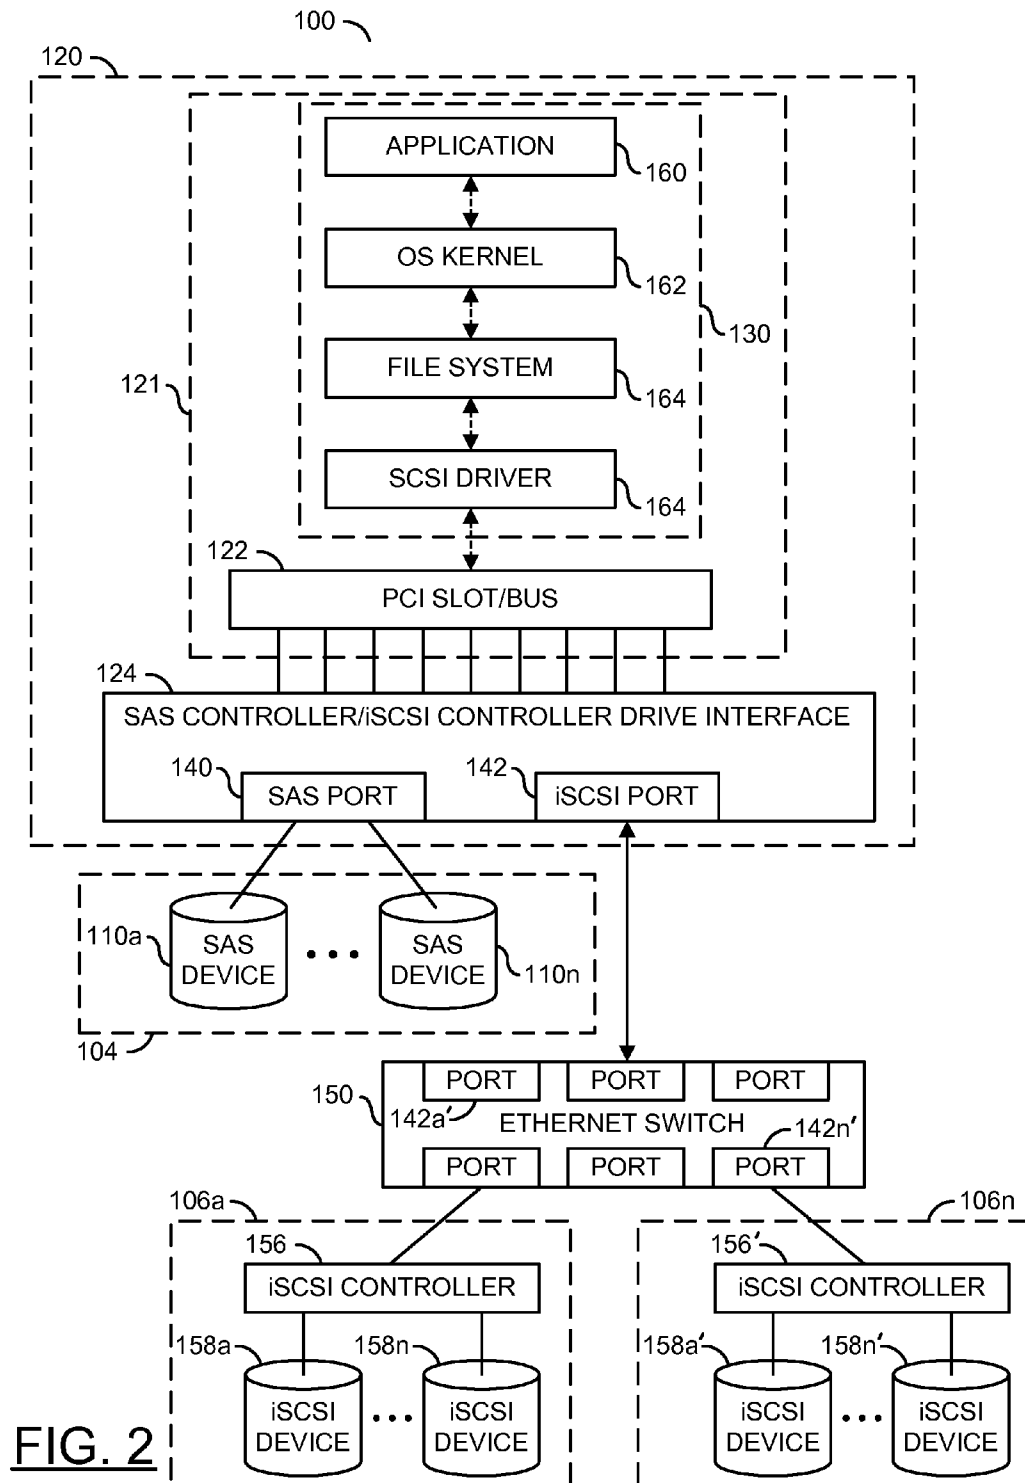 100
120
APPLICATION
160
OS KERNEL
162
130
FILE SYSTEM
121
164
SCSI DRIVER
164
122
PCI SLOT/BUS
124
SAS CONTROLLER/iSCSI CONTROLLER DRIVE INTERFACE
140
142
SAS PORT
iSCSI PORT
110a
SAS
DEVICE
SAS
DEVICE
110n
104
PORT
PORT
PORT
150
142a'
ETHERNET SWITCH
142n'
PORT
PORT
PORT
106a
106n
156
156'
iSCSI CONTROLLER
iSCSI CONTROLLER
158a
158n
158a'
158n'
iSCSI
DEVICE
iSCSI
DEVICE
iSCSI
DEVICE
iSCSI
DEVICE
FIG. 2